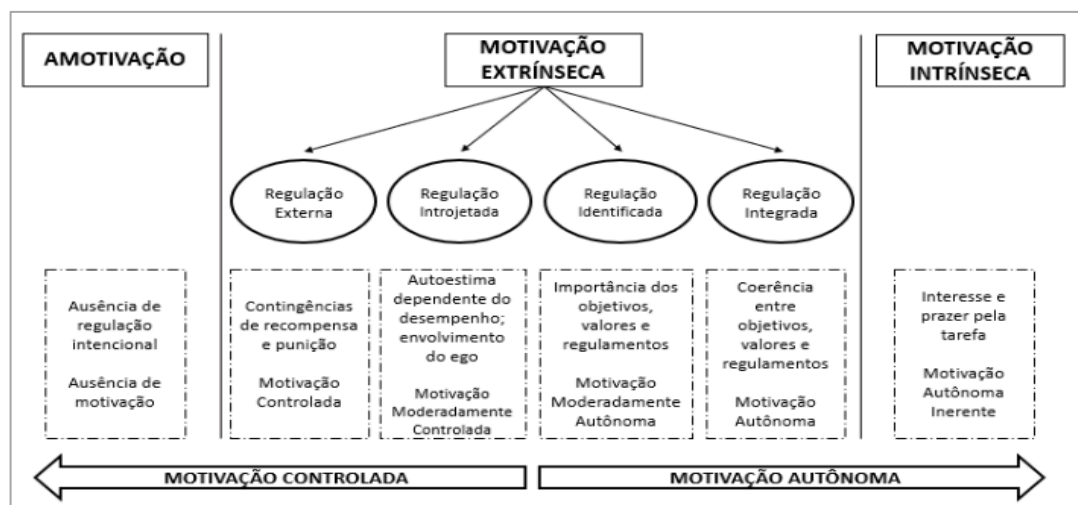 AMOTIVAÇÃO
MOTIVAÇÃO
EXTRÍNSECA
MOTIVAÇÃO
INTRÍNSECA
Regulação
Externa
Regulação
Introjetada
Regulação
Identificada
Regulação
Integrada
Ausência de
regulação
intencional
Ausência de
motivação
Contingências
de recompensa
e punição
Motivação
Controlada
Autoestima
dependente do
desempenho;
envolvimento
do ego
Motivação
Moderadamente
Controlada
Importância dos
objetivos,
valores e
regulamentos
Motivação
Moderadamente
Autônoma
Coerência
entre
objetivos,
valores e
regulamentos
Motivação
Autônoma
Interesse e
prazer pela
tarefa
Motivação
Autônoma
Inerente
MOTIVAÇÃO CONTROLADA
MOTIVAÇÃO AUTÔNOMA